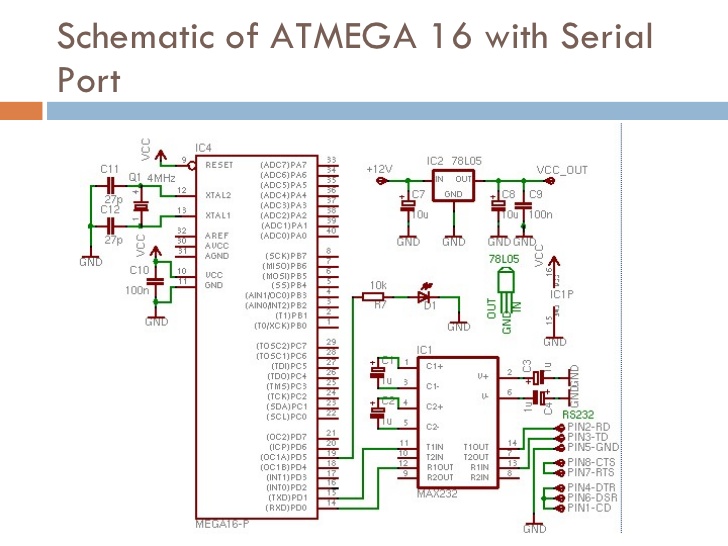 Schematic of ATMEGA 16 with Serial
Port
VCC
IC4
9 RESET
C11
27p
Q1 4MHz
12 XTAL2
C12
27p
13 XTAL1
GND
VCC
32 AREF
30 AVCC
31 AGND
C10
100n
10 VCC
11 GND
GND
(ADC7)PA7 33
(ADC6)PA6 34
(ADC5)PA5 35
(ADC4)PA4 36
(ADC3)PA3 37
(ADC2)PA2 38
(ADC1)PA1 39
(ADC0)PA0 40
(SCK)PB7 8
(MISO)PB6 7
(MOSI)PB5 6
(SS)PB4 5
(AIN1/OC0)PB3 4
(AIN0/INT2)PB2 3
(T1)PB1 2
(T0/XCK)PB0 1
(TOSC2)PC7 29
(TOSC1)PC6 28
(TDI)PC5 27
(TDO)PC4 26
(TMS)PC3 25
(TCK)PC2 24
(SDA)PC1 23
(SCL)PC0 22
(OC2)PD7 21
(ICP)PD6 20
(OC1A)PD5 19
(OC1B)PD4 18
(INT1)PD3 17
(INT0)PD2 16
(TXD)PD1 15
(RXD)PD0 14
MEGA16-P
+12V
IC2 78L05
IN OUT
GND
VCC_OUT
C7
10u
C8
10u
C9
100n
GND GND GND GND
78L05
OUT
GND
IN
VCC
IC1P
15
GND
10k
R7
D1
GND
IC1
C1
1u
1 C1+
3 C1-
C2
1u
4 C2+
5 C2-
V+ 2
V- 6
C3
1u
GND
1u
C4
GND
11 T1IN T1OUT 14
10 T2IN T2OUT 7
12 R1OUT R1IN 13
9 R2OUT R2IN 8
MAX232
RS232
PIN2-RD
PIN3-TD
PIN5-GND
PIN8-CTS
PIN7-RTS
PIN4-DTR
PIN6-DSR
PIN1-CD
GND